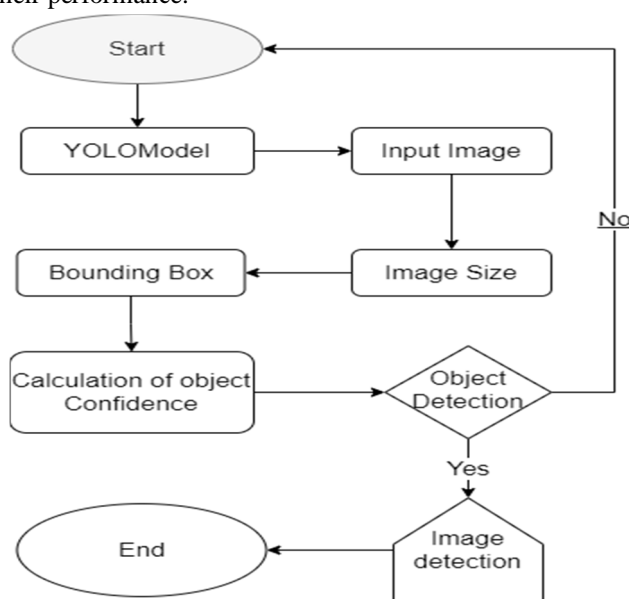 heir performance.
Start
YOLOModel
Input Image
No
Bounding Box
Image Size
Calculation of object
Confidence
Object
Detection
Yes
End
Image
detection